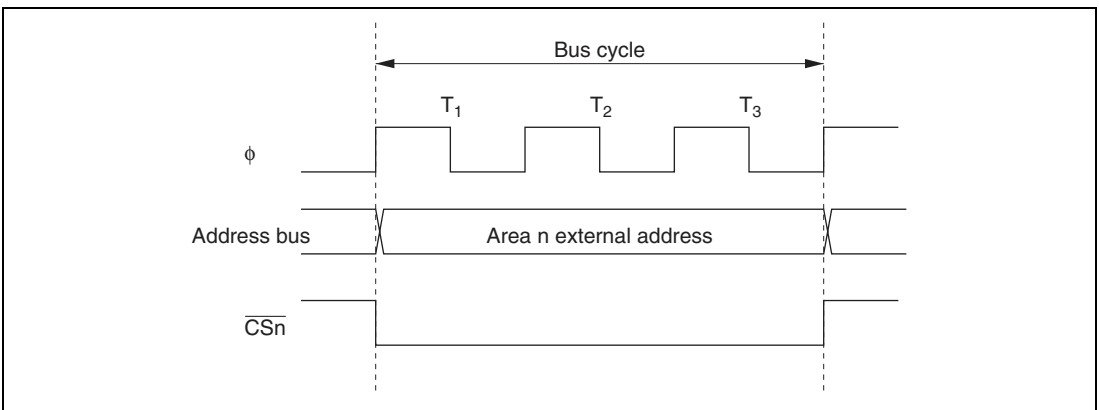 Bus cycle
T1 T2 T3
ϕ
Address bus Area n external address
CSn